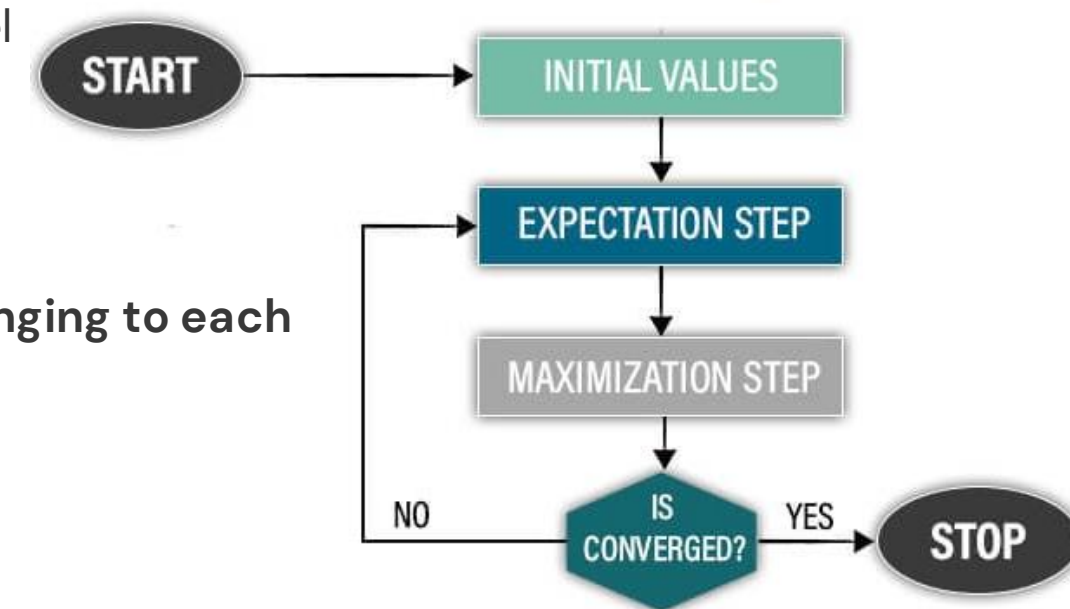 START
INITIAL VALUES
EXPECTATION STEP
nging to each
MAXIMIZATION STEP
NO
IS
CONVERGED?
YES
STOP